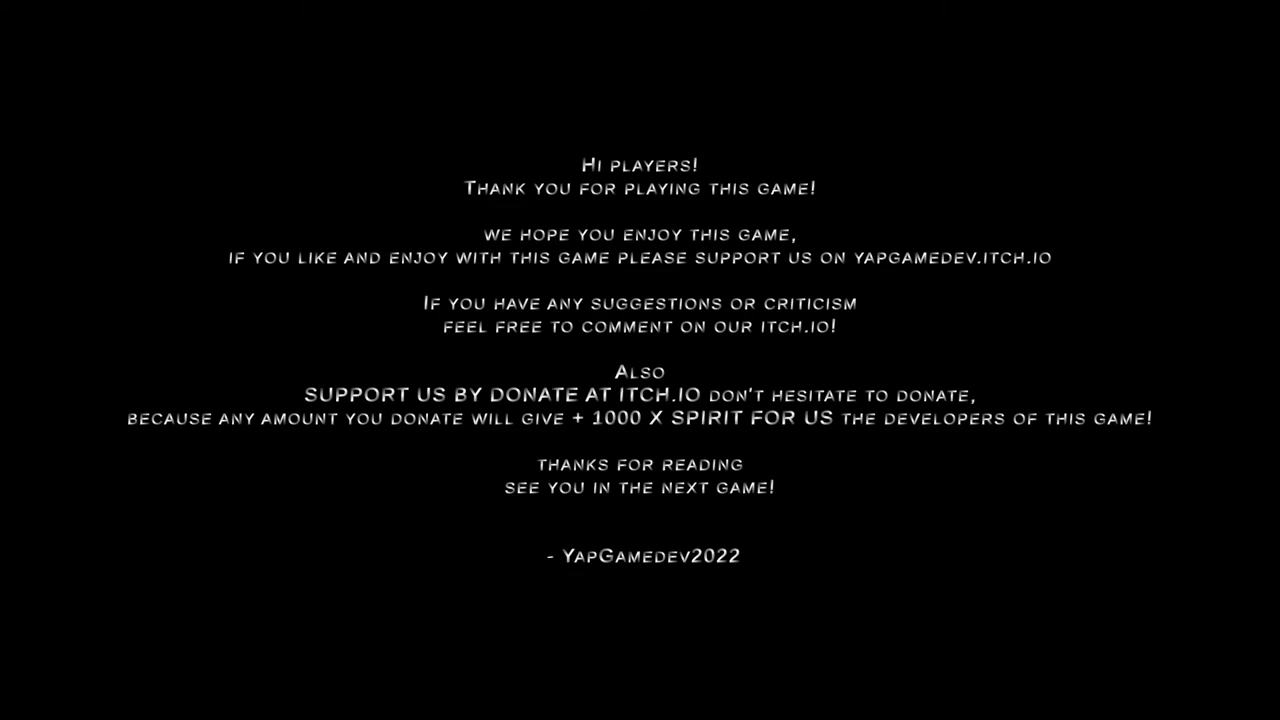 Hi players!
Thank you for playing this game!
we hope you enjoy this game,
if you like and enjoy with this game please support us on yapgamedev.itch.io
If you have any suggestions or criticism
feel free to comment on our itch.io!
Also
SUPPORT US BY DONATE AT ITCH.IO don't hesitate to donate,
because any amount you donate will give + 1000 X SPIRIT FOR US the developers of this game!
thanks for reading
see you in the next game!
- YapGamedev2022